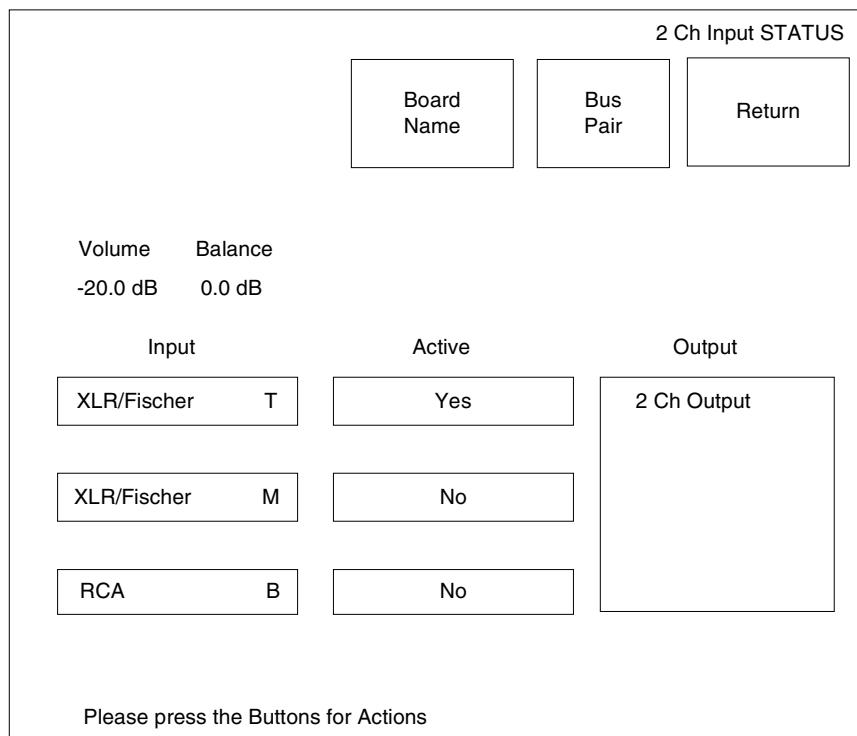 2 Ch Input STATUS
Board
Name
Bus
Pair
Return
Volume Balance
-20.0 dB 0.0 dB
Input Active Output
XLR/Fischer T Yes 2 Ch Output
XLR/Fischer M No
RCA B No
Please press the Buttons for Actions